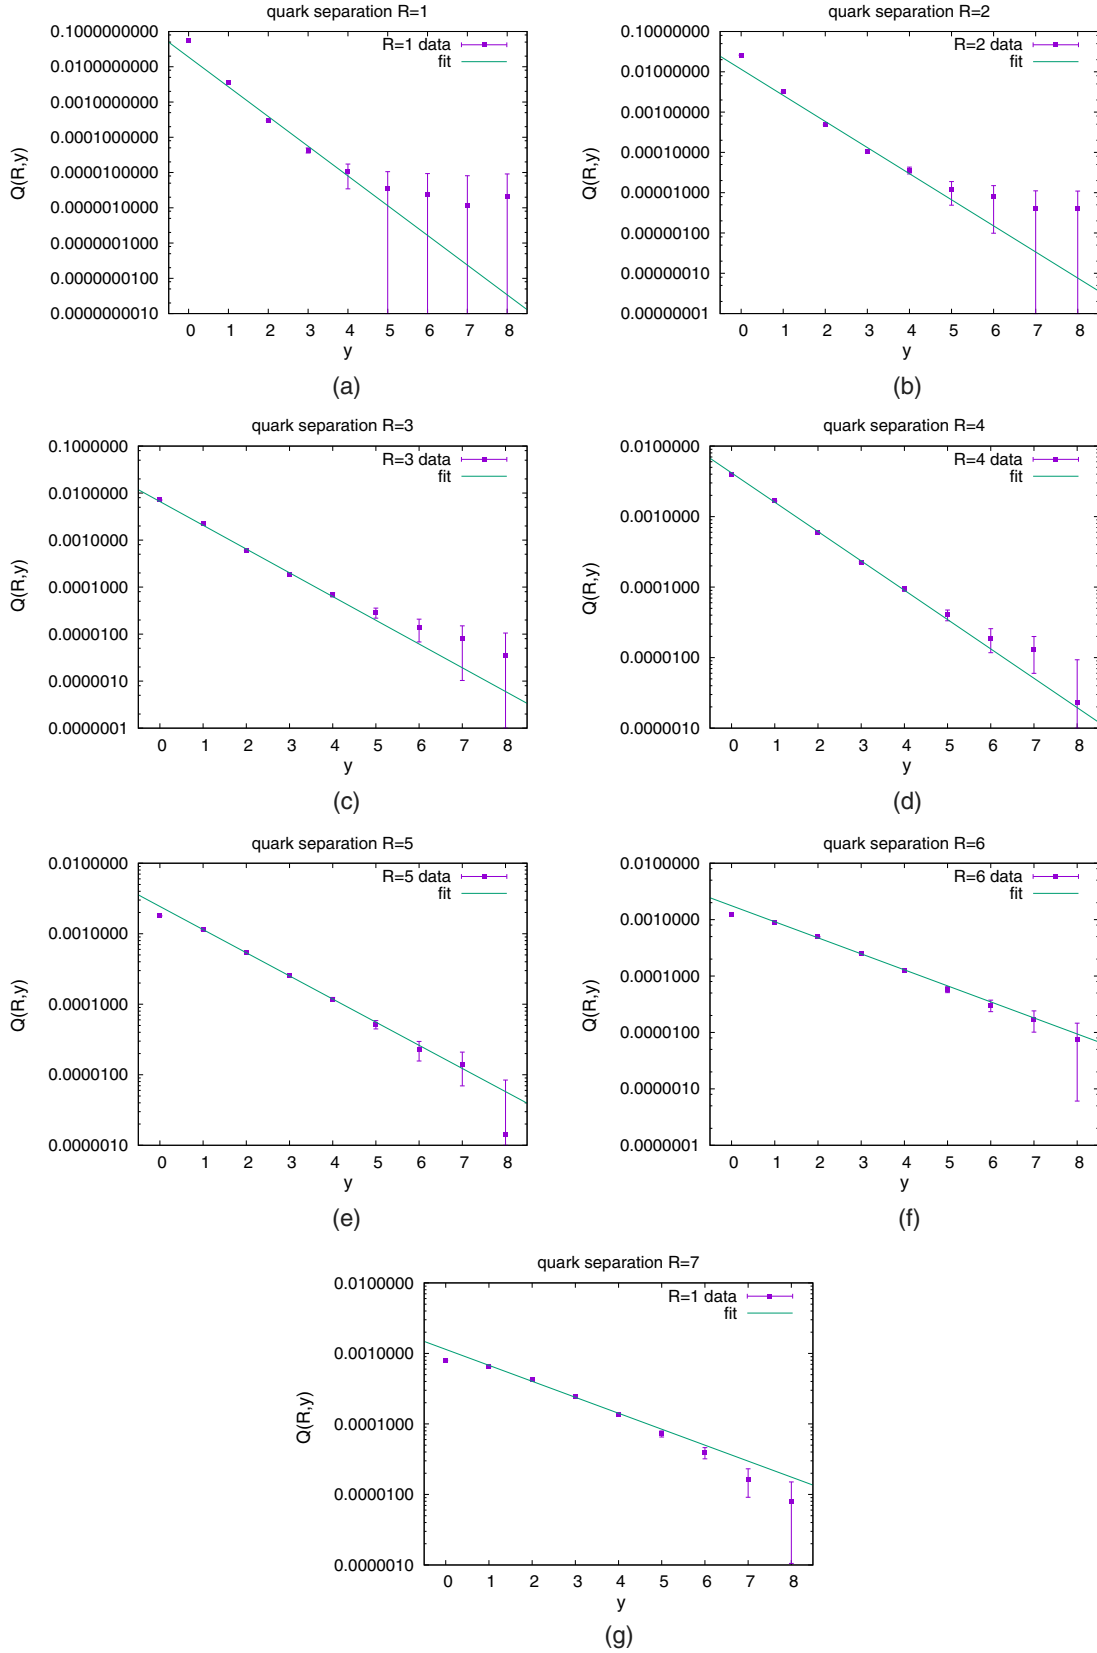 quark separation R=1
0.1000000000
0.0100000000
0.0010000000
0.0001000000
0.0000100000
0.0000010000
0.0000001000
0.0000000100
0.0000000010
Q(R,y)
R=1 data
fit
0 1 2 3 4 5 6 7 8
y
(a)
quark separation R=2
0.10000000
0.01000000
0.00100000
0.00010000
0.00001000
0.00000100
0.00000010
0.00000001
Q(R,y)
R=2 data
fit
0 1 2 3 4 5 6 7 8
y
(b)
quark separation R=3
0.1000000
0.0100000
0.0010000
0.0001000
0.0000100
0.0000010
0.0000001
Q(R,y)
R=3 data
fit
0 1 2 3 4 5 6 7 8
y
(c)
quark separation R=4
0.0100000
0.0010000
0.0001000
0.0000100
0.0000010
Q(R,y)
R=4 data
fit
0 1 2 3 4 5 6 7 8
y
(d)
quark separation R=5
0.0100000
0.0010000
0.0001000
0.0000100
0.0000010
Q(R,y)
R=5 data
fit
0 1 2 3 4 5 6 7 8
y
(e)
quark separation R=6
0.0100000
0.0010000
0.0001000
0.0000100
0.0000010
0.0000001
Q(R,y)
R=6 data
fit
0 1 2 3 4 5 6 7 8
y
(f)
quark separation R=7
0.0100000
0.0010000
0.0001000
0.0000100
0.0000010
Q(R,y)
R=1 data
fit
0 1 2 3 4 5 6 7 8
y
(g)